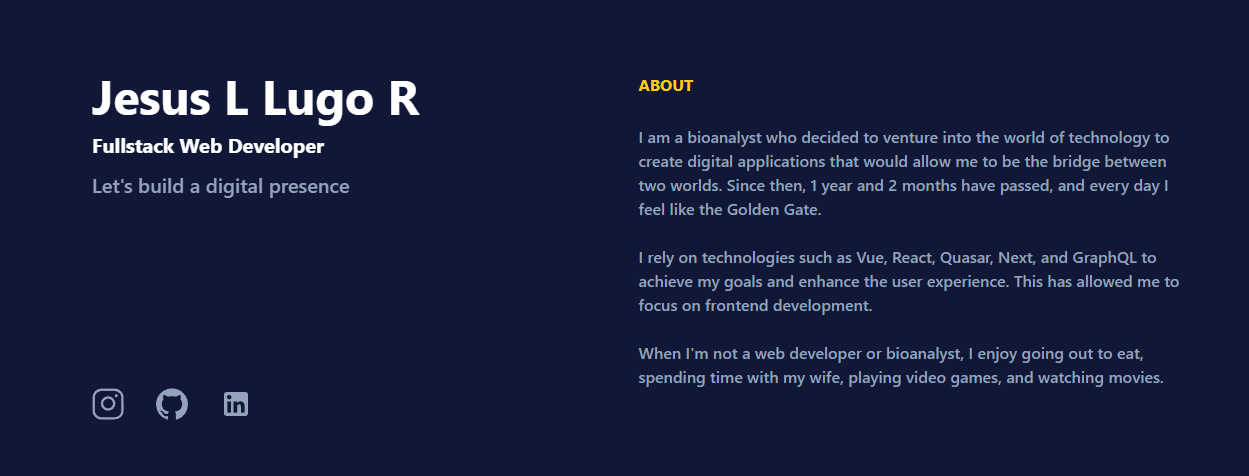 Jesus L Lugo R
Fullstack Web Developer
Let's build a digital presence
ABOUT
I am a bioanalyst who decided to venture into the world of technology to
create digital applications that would allow me to be the bridge between
two worlds. Since then, 1 year and 2 months have passed, and every day I
feel like the Golden Gate.
I rely on technologies such as Vue, React, Quasar, Next, and GraphQL to
achieve my goals and enhance the user experience. This has allowed me to
focus on frontend development.
When I'm not a web developer or bioanalyst, I enjoy going out to eat,
spending time with my wife, playing video games, and watching movies.
in